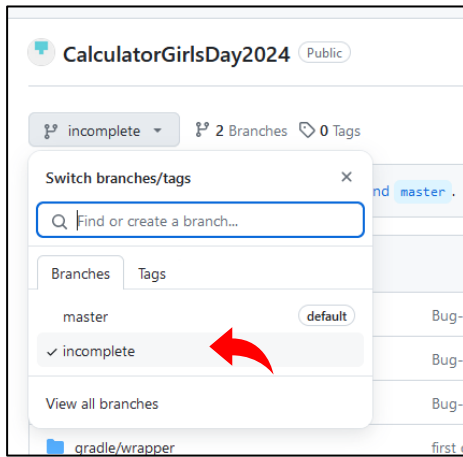 CalculatorGirlsDay2024 Public
incomplete 2 Branches 0 Tags
Switch branches/tags
nd master.
Find or create a branch...
Branches Tags
master default
Bug-
incomplete
Bug-
View all branches
Bug-
gradle/wrapper
first